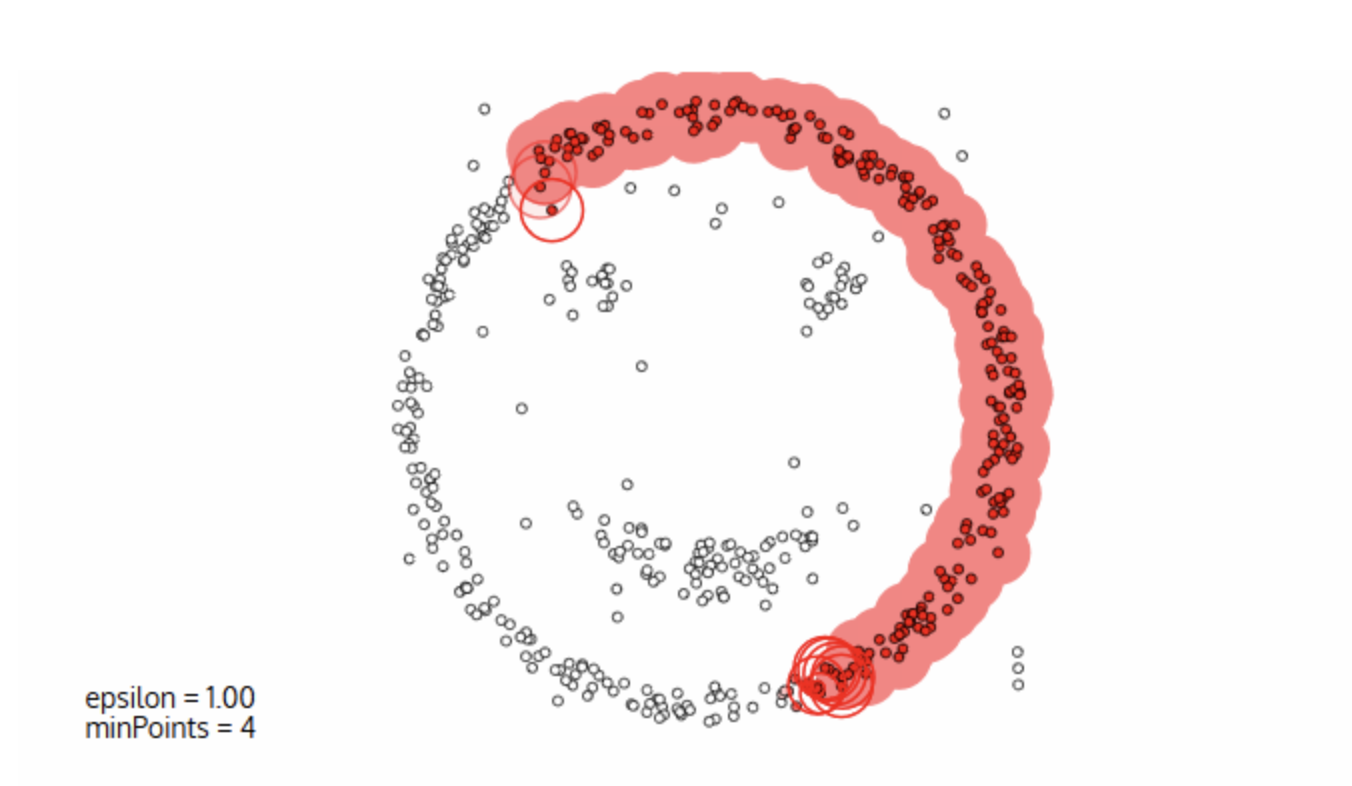 epsilon = 1.00
minPoints = 4